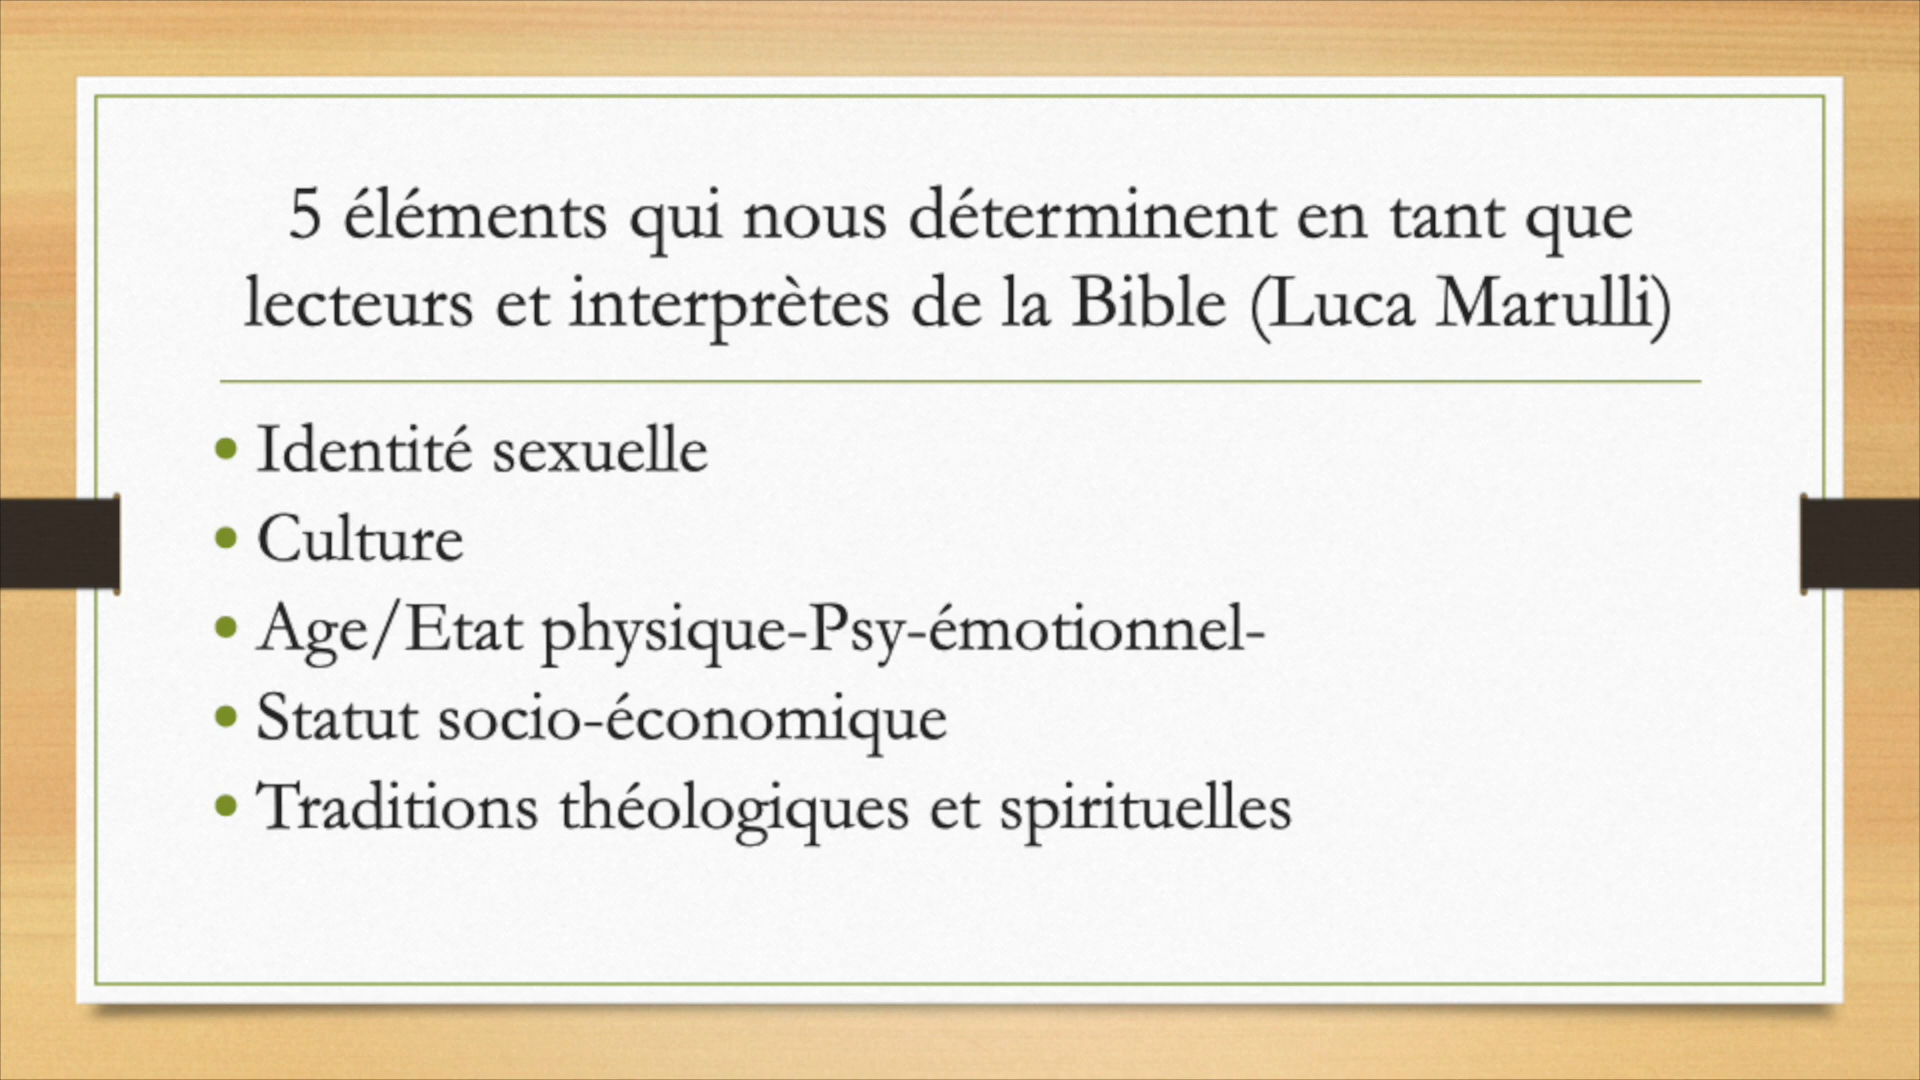 5 éléments qui nous déterminent en tant que
lecteurs et interprètes de la Bible (Luca Marulli)
• Identité sexuelle
• Culture
• Age/Etat physique-Psy-émotionnel-
• Statut socio-économique
• Traditions théologiques et spirituelles